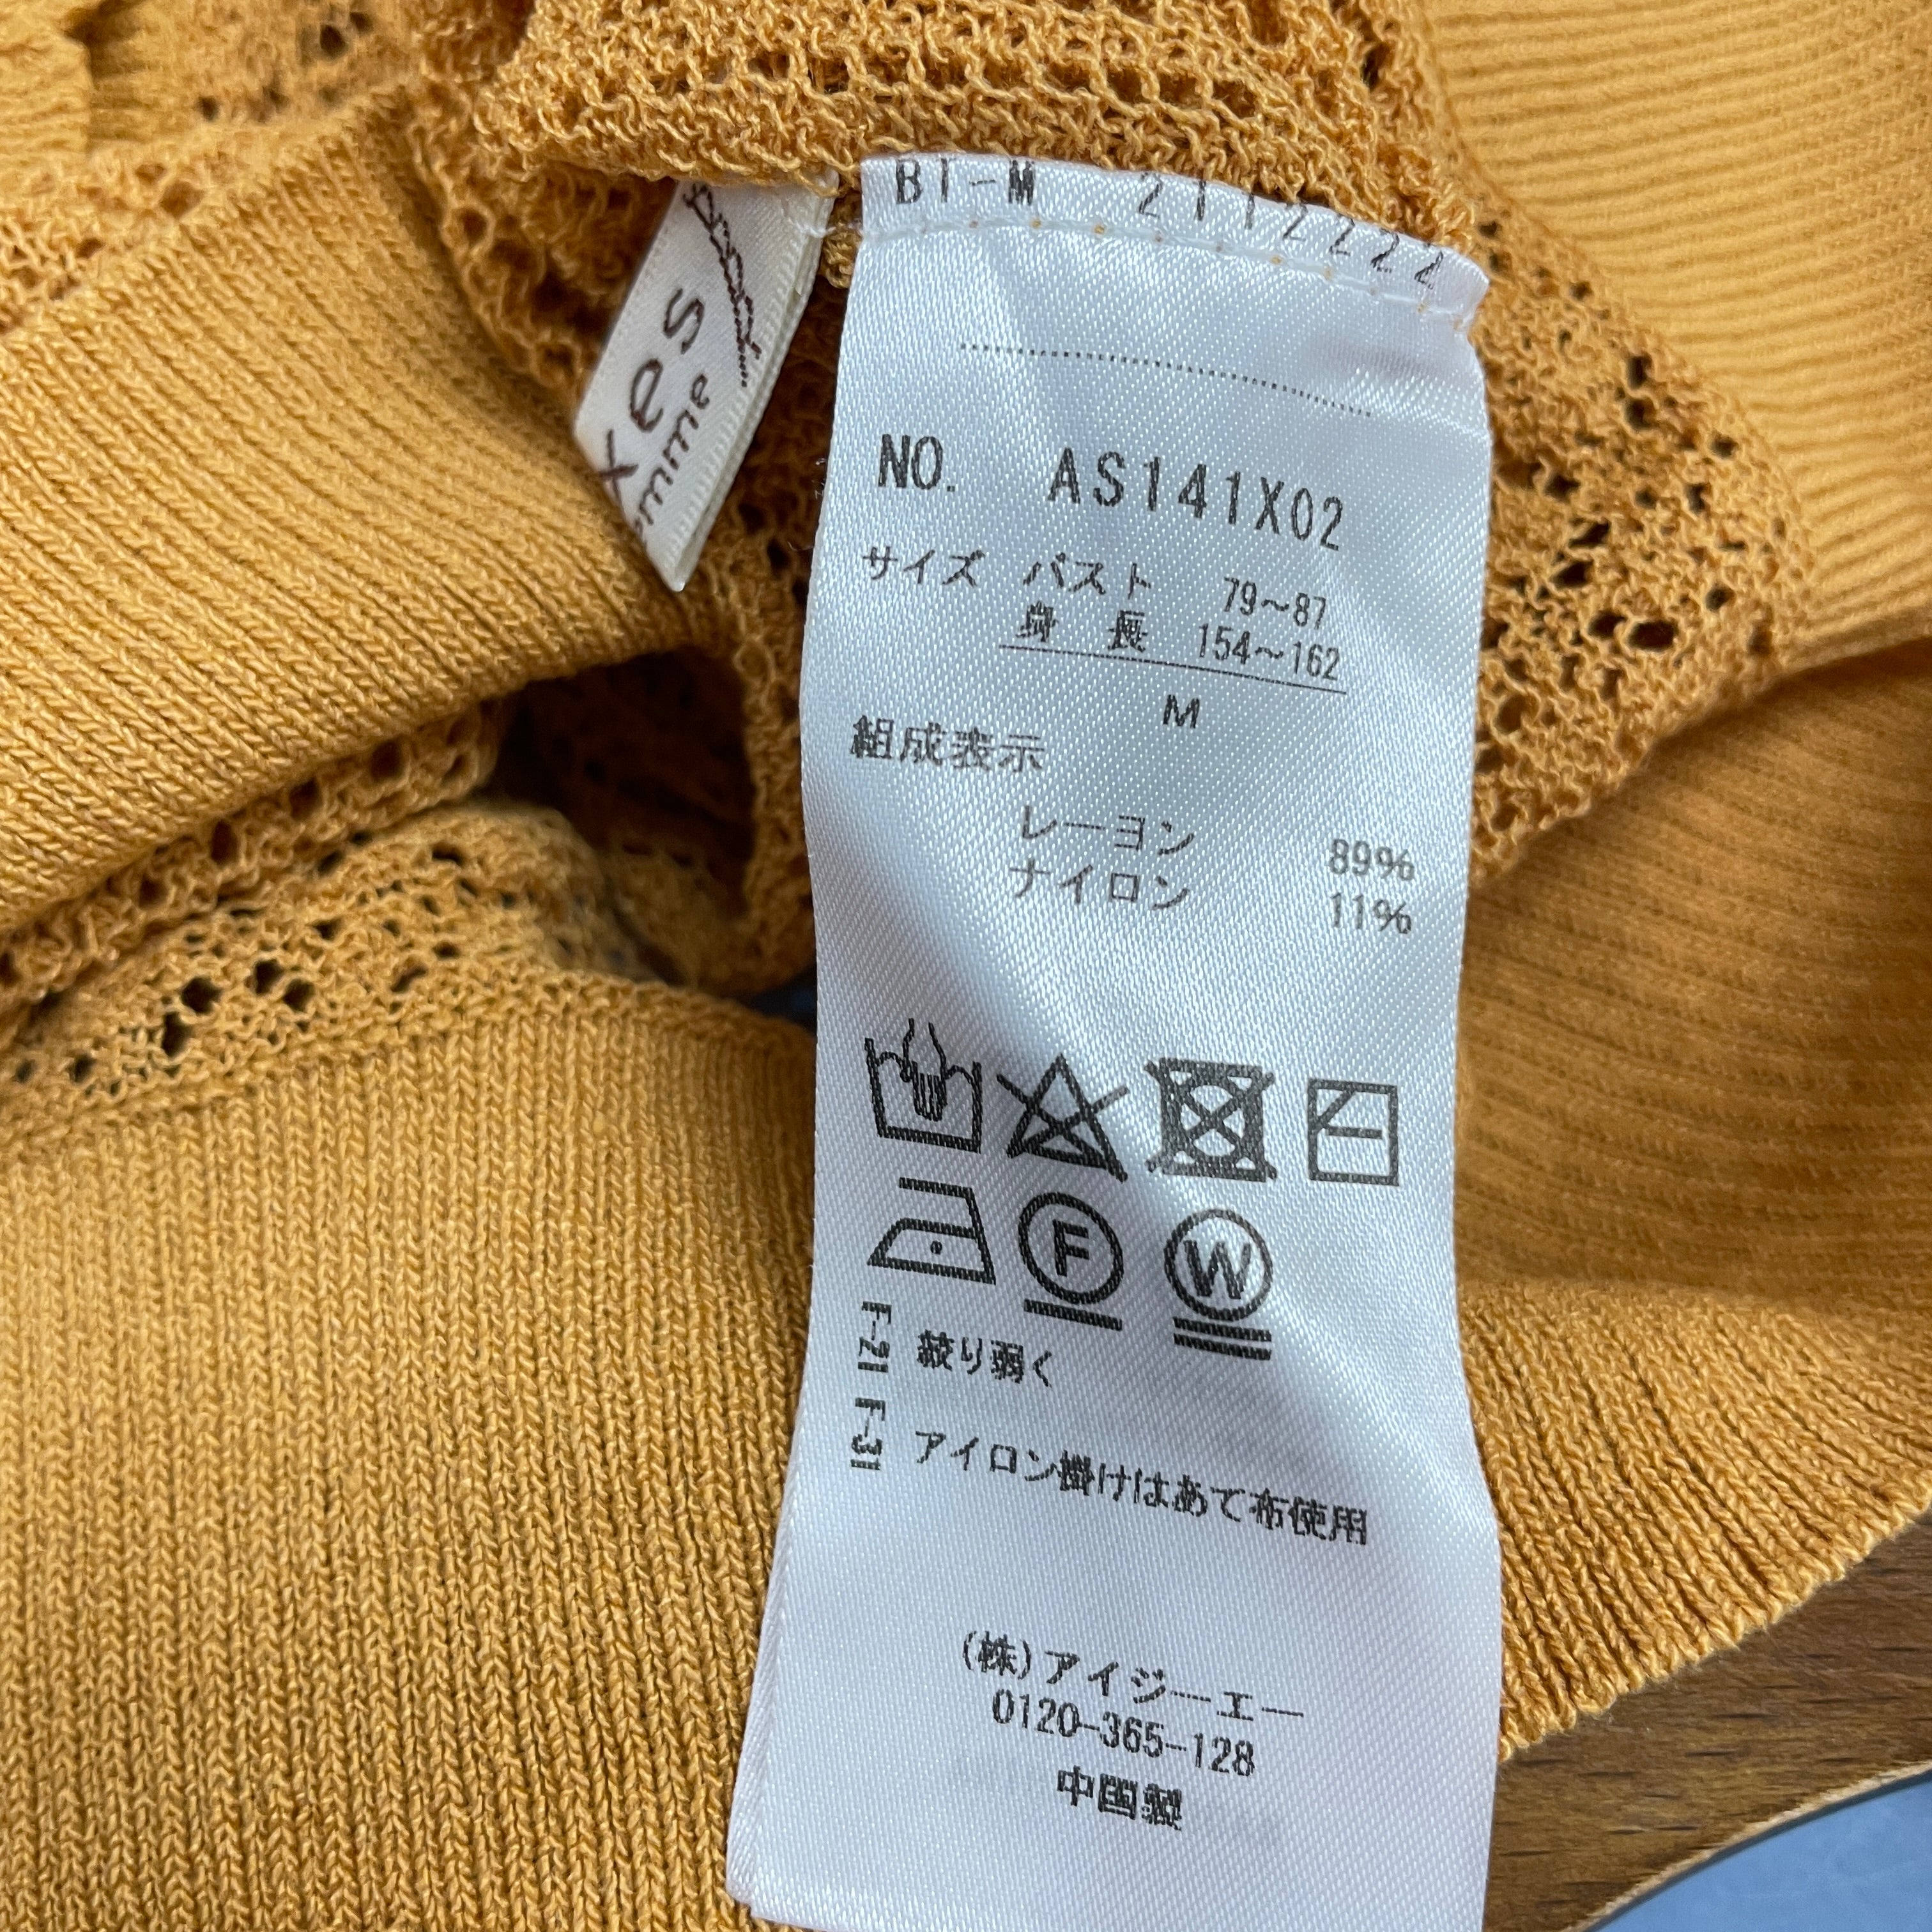 BI-M 2112222
xes
femme
NO. AS141X02
サイズ バスト 79~87
身長 154~162
M
組成表示
レーヨン 89%
ナイロン 11%
F
W
F-21 絞り弱く
F-31 アイロン掛けはあて布使用
(株)アイジーエー
0120-365-128
中国製